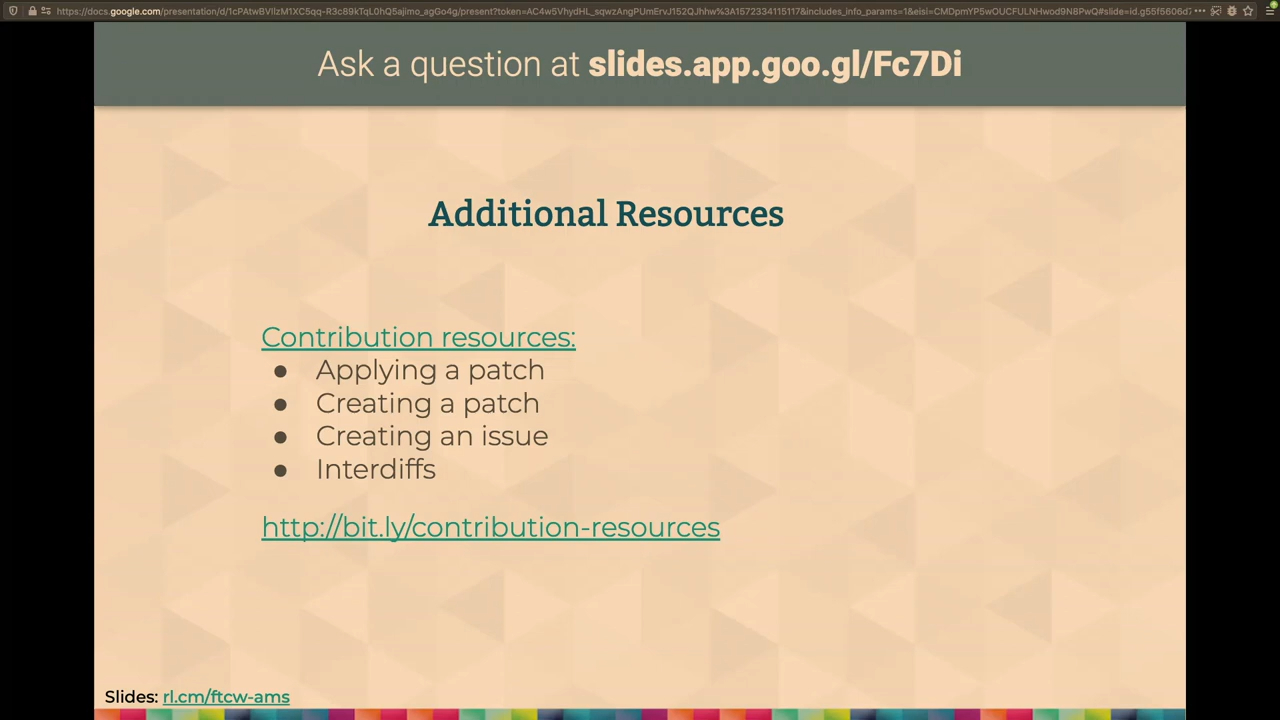 Ask a question at slides.app.goo.gl/Fc7Di
Additional Resources
Contribution resources:
● Applying a patch
● Creating a patch
● Creating an issue
● Interdiffs
http://bit.ly/contribution-resources
Slides: rl.cm/ftcw-ams